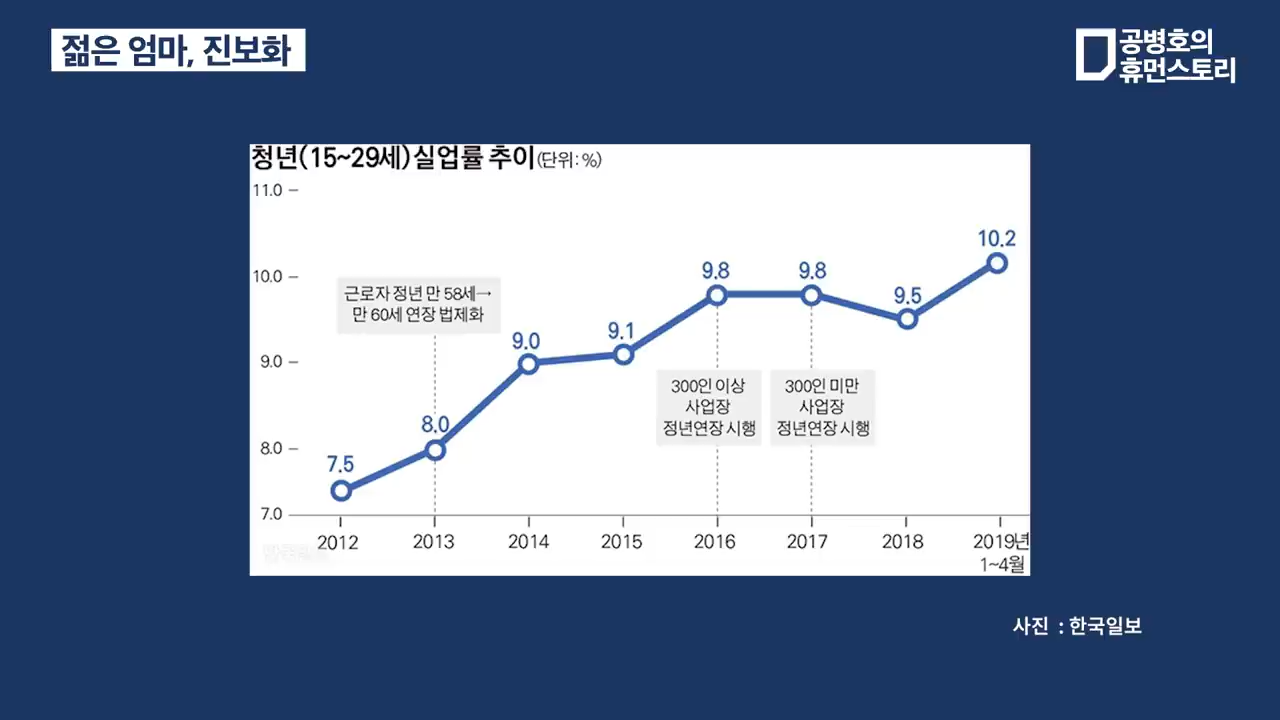 젊은 엄마, 진보화
공병호의
휴먼스토리
청년(15~29세)실업률 추이(단위:%)
11.0
10.0
9.0
8.0
7.0
근로자 정년 만 58세→
만 60세 연장 법제화
300인 이상
사업장
정년연장 시행
300인 미만
사업장
정년연장 시행
7.5
8.0
9.0
9.1
9.8
9.8
9.5
10.2
2012
2013
2014
2015
2016
2017
2018
2019년
1~4월
사진 : 한국일보